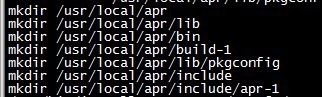 mkdir /usr/local/apr
mkdir /usr/local/apr/lib
mkdir /usr/local/apr/bin
mkdir /usr/local/apr/build-1
mkdir /usr/local/apr/lib/pkgconfig
mkdir /usr/local/apr/include
mkdir /usr/local/apr/include/apr-1